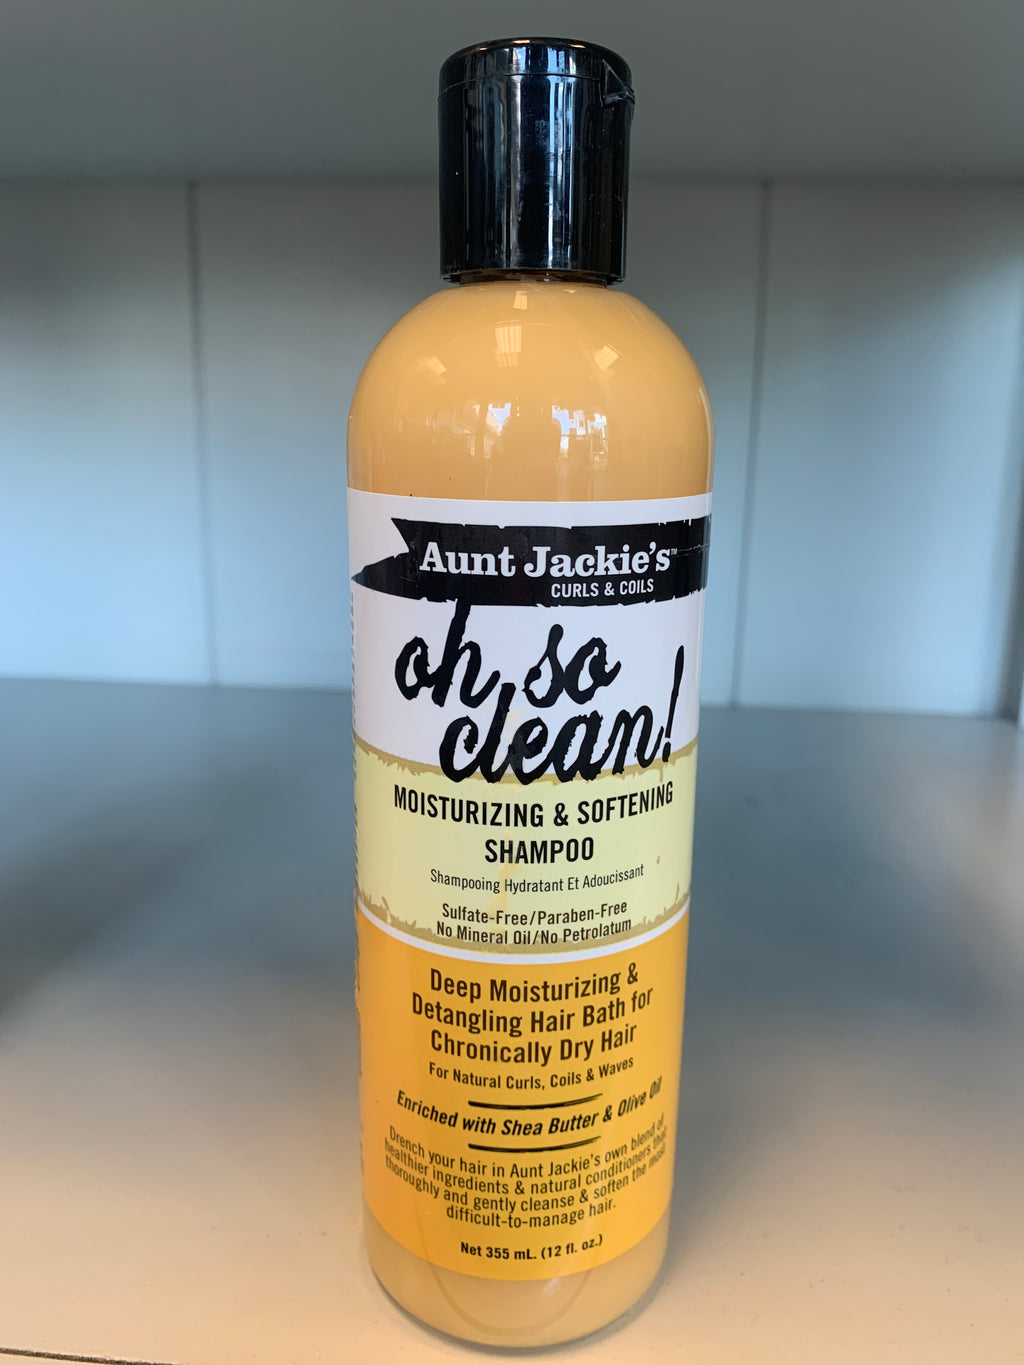 Aunt Jackie's™
CURLS & COILS
oh so
clean!
MOISTURIZING & SOFTENING
SHAMPOO
Shampooing Hydratant Et Adoucissant
Sulfate-Free/Paraben-Free
No Mineral Oil/No Petrolatum
Deep Moisturizing &
Detangling Hair Bath for
Chronically Dry Hair
For Natural Curls, Coils & Waves
Enriched with Shea Butter & Olive Oil
Drench your hair in Aunt Jackie's own blend of
healthier ingredients & natural conditioners that
thoroughly and gently cleanse & soften the most
difficult-to-manage hair.
Net 355 mL. (12 fl. oz.)